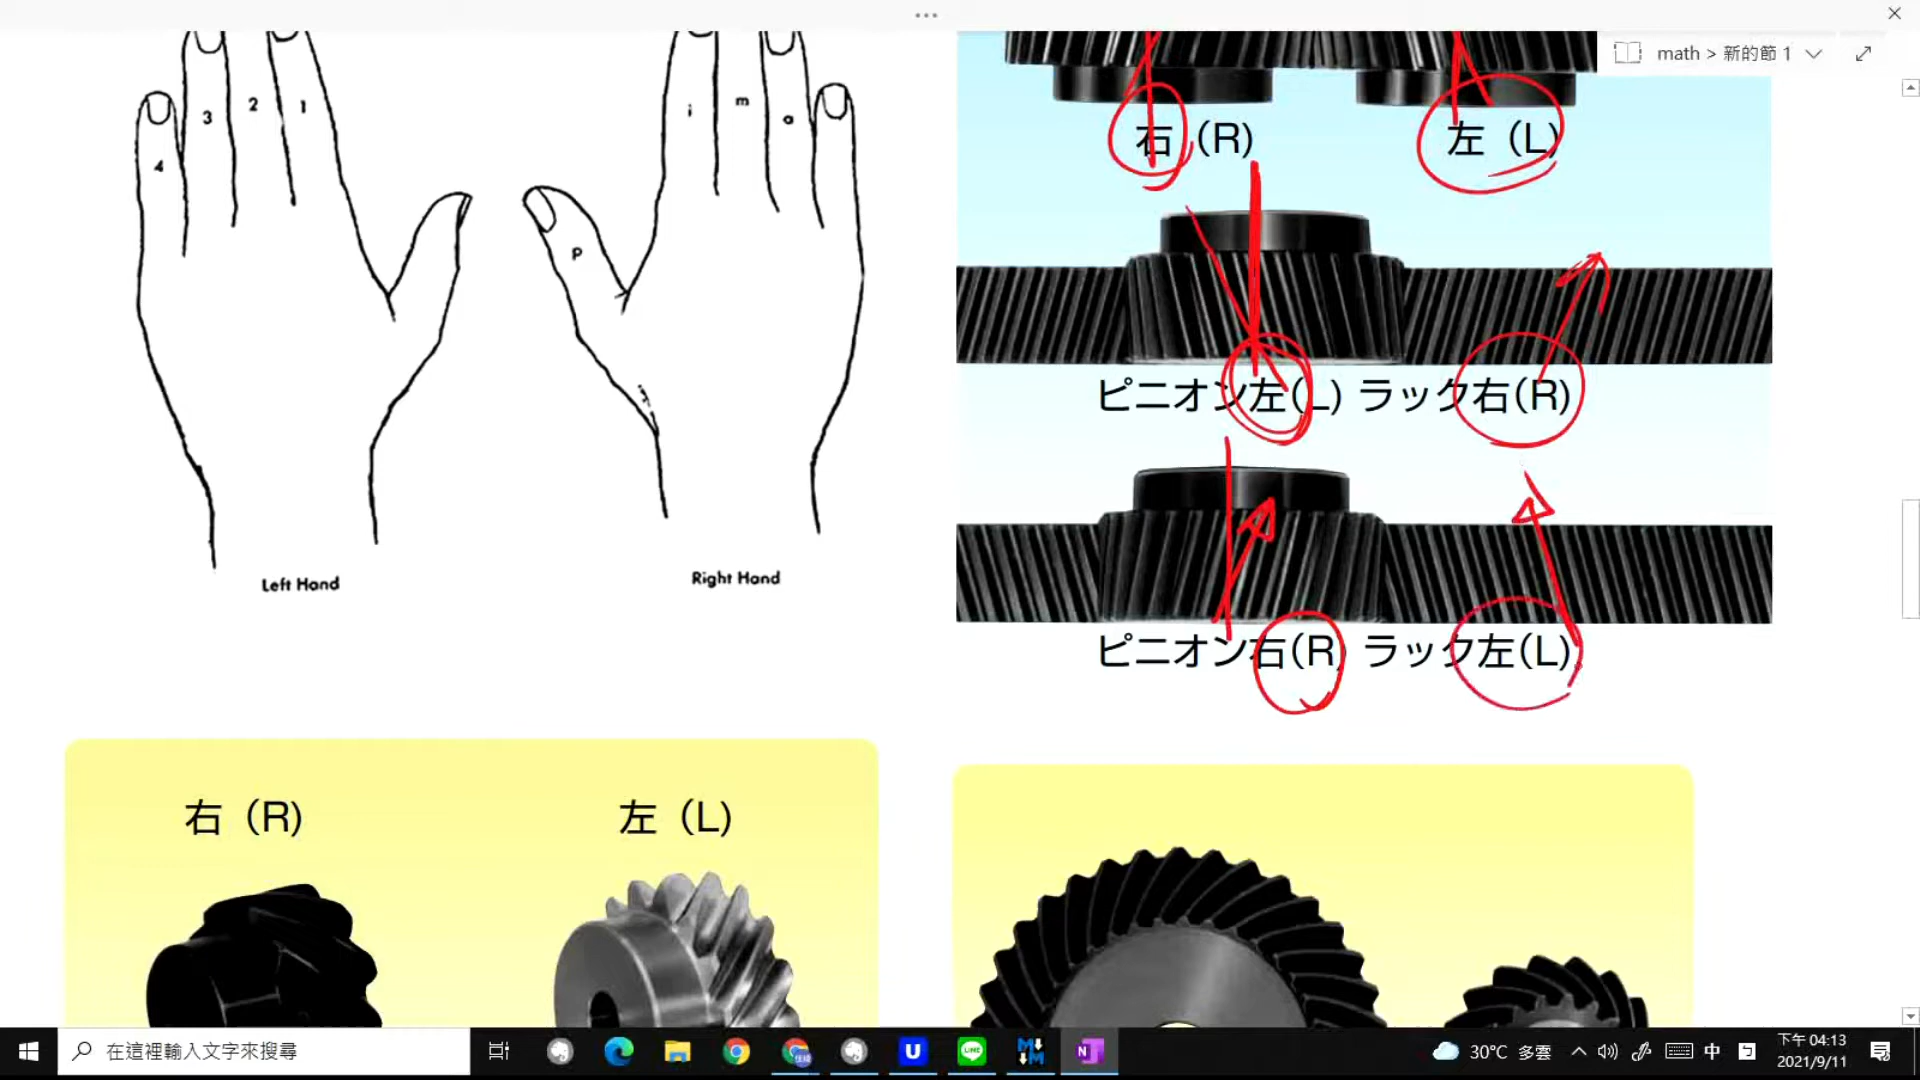 math > 新的節 1
4
3
2
1
i
m
a
p
Left Hand
Right Hand
右 (R)
左 (L)
ピニオン左(L) ラック右(R)
ピニオン右(R) ラック左(L)
右 (R)
左 (L)
在這裡輸入文字來搜尋
30°C 多雲
中
下午 04:13
2021/9/11